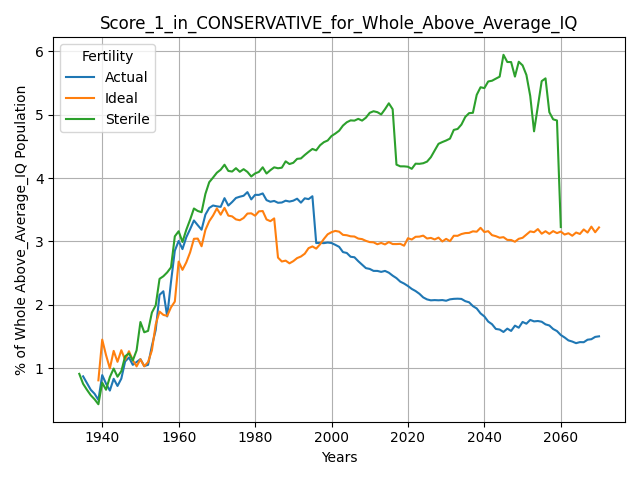 Score_1_in_CONSERVATIVE_for_Whole_Above_Average_IQ
Fertility
Actual
Ideal
Sterile
% of Whole Above_Average_IQ Population
6
5
4
3
2
1
1940 1960 1980 2000 2020 2040 2060
Years